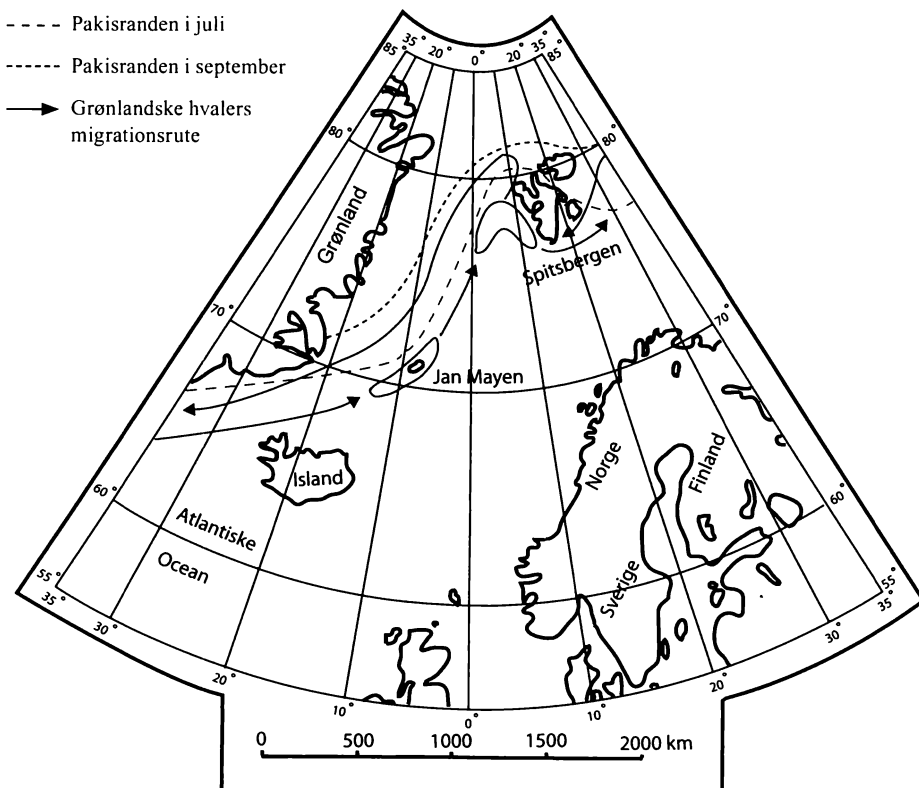 Pakisranden i juli
Pakisranden i september
Grønlandske hvalers
migrationsrute
35° 20° 0° 20° 35°
85° 85
80° 80°
Grønland
Spitsbergen
70° 70°
Jan Mayen
Island
Norge
Finland
Sverige
60° 60°
Atlantiske
Ocean
55° 55°
35° 35°
30° 30°
20° 20°
10° 10°
0°
0 500 1000 1500 2000 km